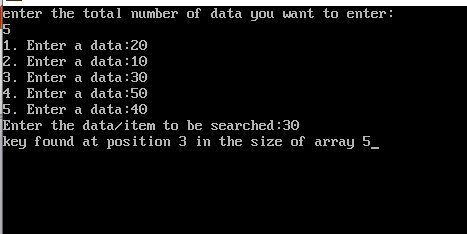 enter the total number of data you want to enter:
5
1. Enter a data:20
2. Enter a data:10
3. Enter a data:30
4. Enter a data:50
5. Enter a data:40
Enter the data/item to be searched:30
key found at position 3 in the size of array 5_